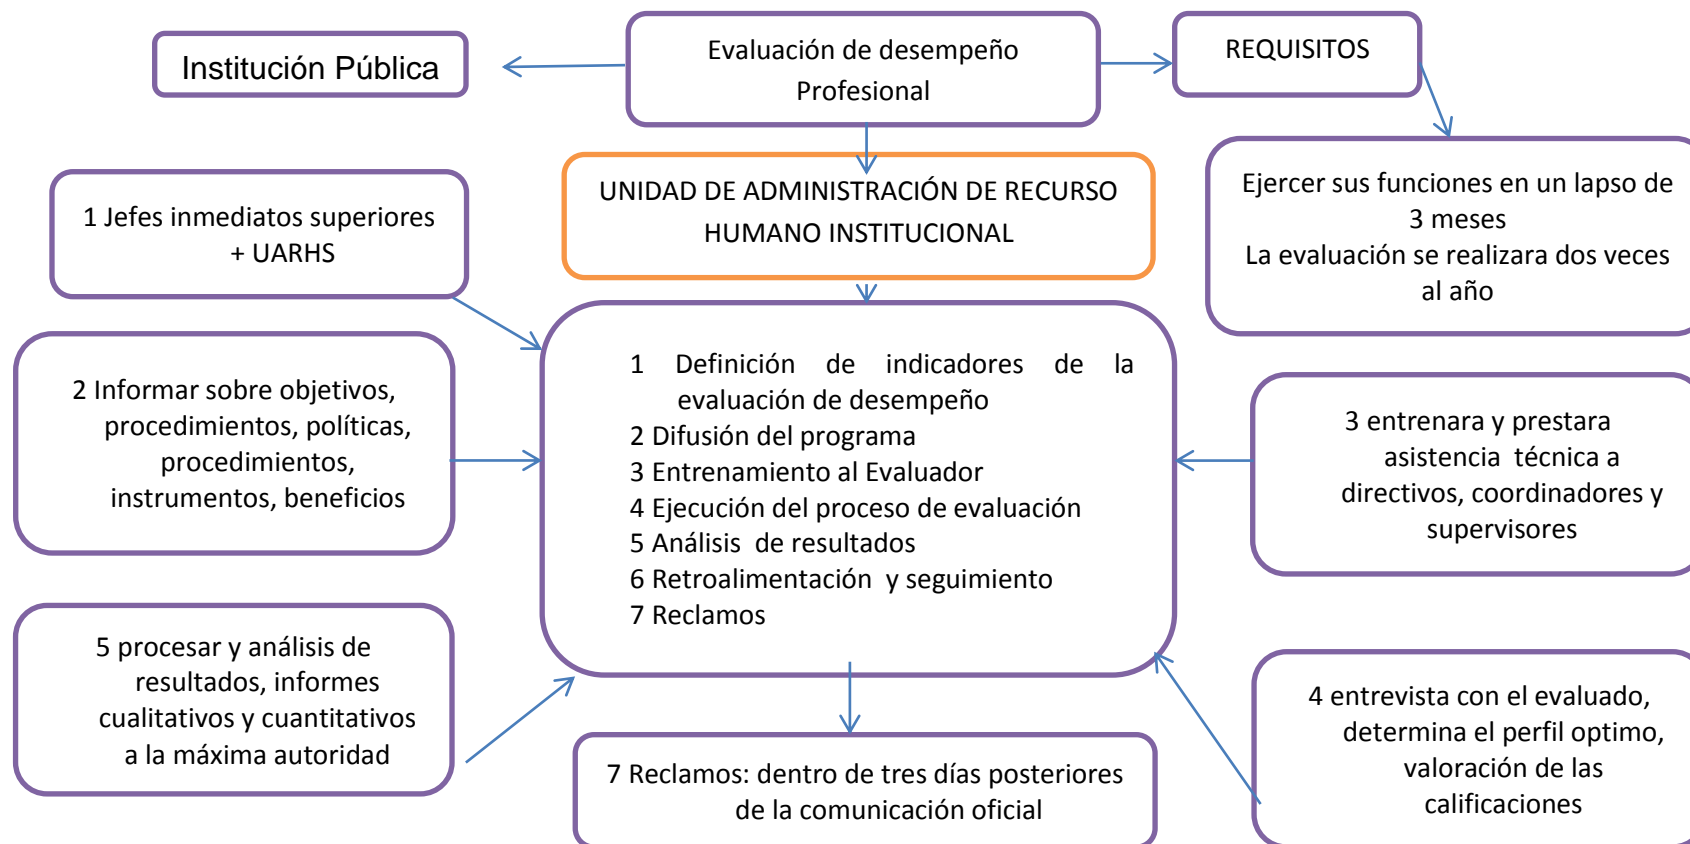 Institución Pública
Evaluación de desempeño
Profesional
REQUISITOS
UNIDAD DE ADMINISTRACIÓN DE RECURSO
HUMANO INSTITUCIONAL
Ejercer sus funciones en un lapso de
3 meses
La evaluación se realizara dos veces
al año
1 Jefes inmediatos superiores
+ UARHS
2 Informar sobre objetivos,
procedimientos, políticas,
procedimientos,
instrumentos, beneficios
1 Definición de indicadores de la
evaluación de desempeño
2 Difusión del programa
3 Entrenamiento al Evaluador
4 Ejecución del proceso de evaluación
5 Análisis de resultados
6 Retroalimentación y seguimiento
7 Reclamos
3 entrenara y prestara
asistencia técnica a
directivos, coordinadores y
supervisores
5 procesar y análisis de
resultados, informes
cualitativos y cuantitativos
a la máxima autoridad
7 Reclamos: dentro de tres días posteriores
de la comunicación oficial
4 entrevista con el evaluado,
determina el perfil optimo,
valoración de las
calificaciones